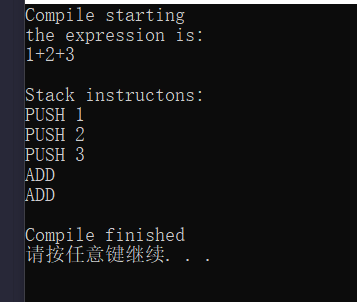 Compile starting
the expression is:
1+2+3
Stack instructons:
PUSH 1
PUSH 2
PUSH 3
ADD
ADD
Compile finished
请按任意键继续. . .